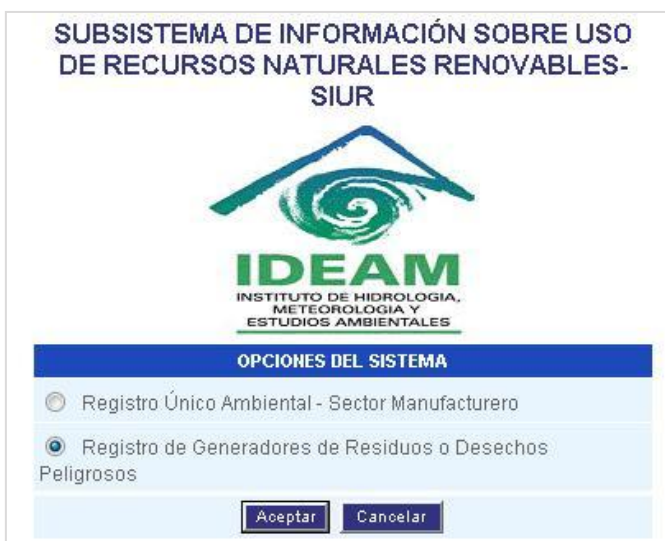 SUBSISTEMA DE INFORMACIÓN SOBRE USO
DE RECURSOS NATURALES RENOVABLES-
SIUR
IDEAM
INSTITUTO DE HIDROLOGIA,
METEOROLOGIA Y
ESTUDIOS AMBIENTALES
OPCIONES DEL SISTEMA
Registro Único Ambiental - Sector Manufacturero
Registro de Generadores de Residuos o Desechos
Peligrosos
Aceptar Cancelar